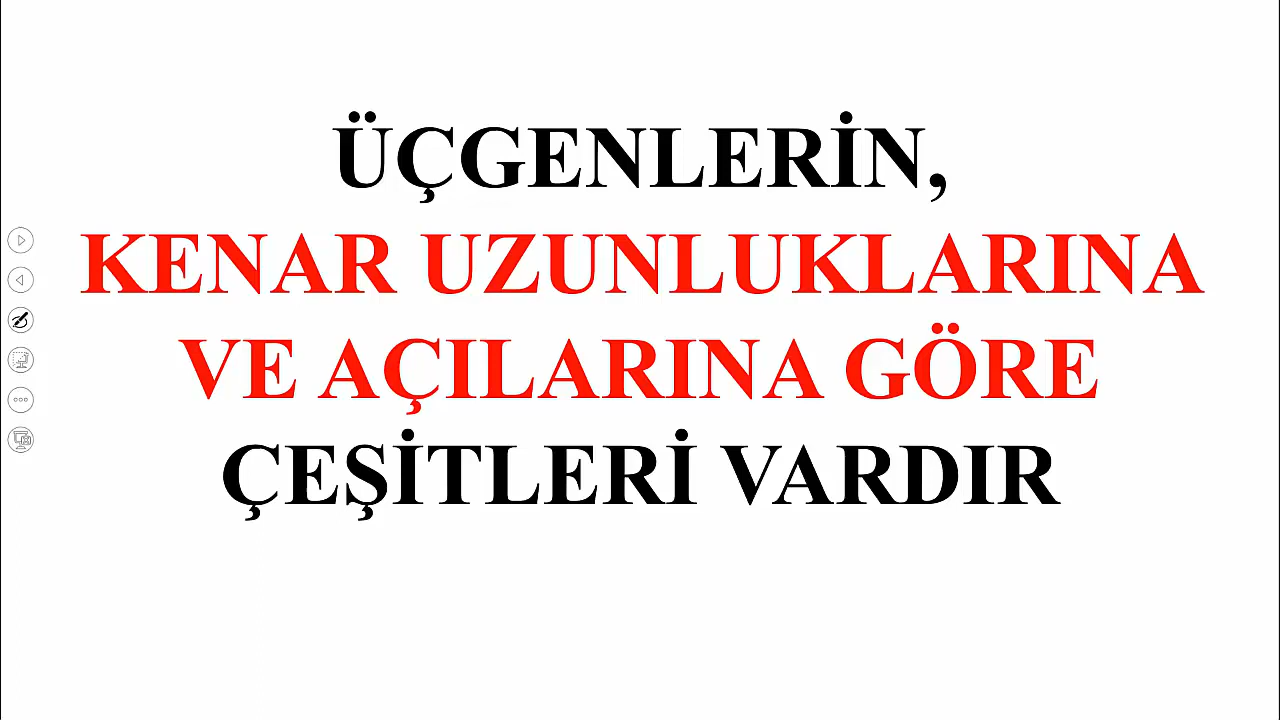 ÜÇGENLERİN,
KENAR UZUNLUKLARINA
VE AÇILARINA GÖRE
ÇEŞİTLERİ VARDIR